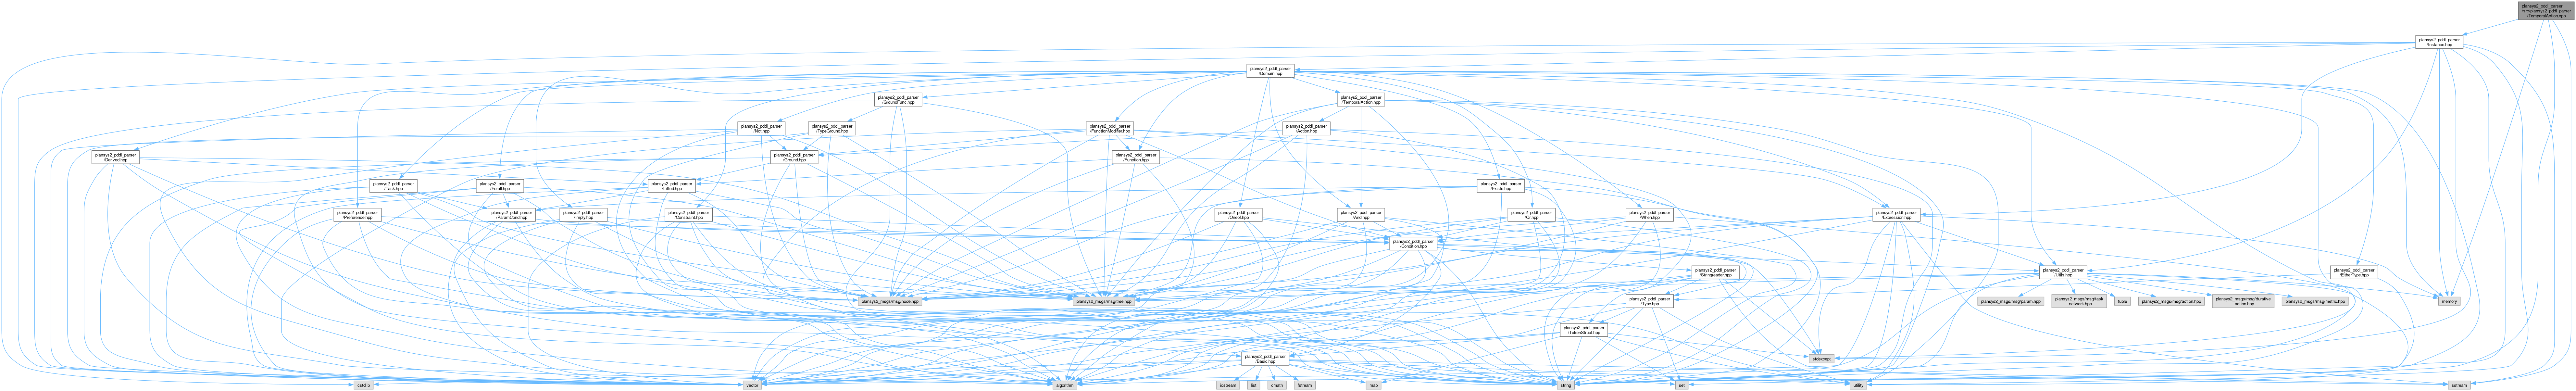 plansys2_pddl_parser
/src/plansys2_pddl_parser
/TemporalAction.cpp
plansys2_pddl_parser
/Instance.hpp
plansys2_pddl_parser
/Domain.hpp
plansys2_pddl_parser
/GroundFunc.hpp
plansys2_pddl_parser
/TemporalAction.hpp
plansys2_pddl_parser
/Not.hpp
plansys2_pddl_parser
/TypeGround.hpp
plansys2_pddl_parser
/FunctionModifier.hpp
plansys2_pddl_parser
/Action.hpp
plansys2_pddl_parser
/Derived.hpp
plansys2_pddl_parser
/Ground.hpp
plansys2_pddl_parser
/Function.hpp
plansys2_pddl_parser
/Task.hpp
plansys2_pddl_parser
/Forall.hpp
plansys2_pddl_parser
/Lifted.hpp
plansys2_pddl_parser
/Exists.hpp
plansys2_pddl_parser
/Preference.hpp
plansys2_pddl_parser
/ParamCond.hpp
plansys2_pddl_parser
/Imply.hpp
plansys2_pddl_parser
/Constraint.hpp
plansys2_pddl_parser
/Oneof.hpp
plansys2_pddl_parser
/And.hpp
plansys2_pddl_parser
/Or.hpp
plansys2_pddl_parser
/When.hpp
plansys2_pddl_parser
/Expression.hpp
plansys2_pddl_parser
/Condition.hpp
plansys2_pddl_parser
/Stringreader.hpp
plansys2_pddl_parser
/Utils.hpp
plansys2_pddl_parser
/EitherType.hpp
plansys2_msgs/msg/node.hpp
plansys2_msgs/msg/tree.hpp
plansys2_pddl_parser
/Type.hpp
plansys2_msgs/msg/param.hpp
plansys2_msgs/msg/task
_network.hpp
tuple
plansys2_msgs/msg/action.hpp
plansys2_msgs/msg/durative
_action.hpp
plansys2_msgs/msg/metric.hpp
memory
plansys2_pddl_parser
/TokenStruct.hpp
plansys2_pddl_parser
/Basic.hpp
stdexcept
cstdlib
vector
algorithm
iostream
list
cmath
fstream
map
string
set
utility
sstream